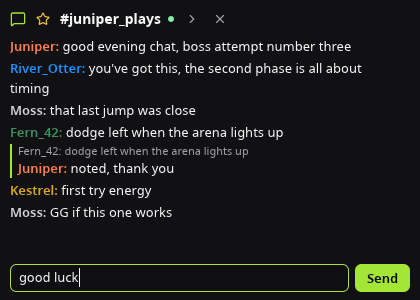 #juniper_plays
Juniper: good evening chat, boss attempt number three
River_Otter: you've got this, the second phase is all about
timing
Moss: that last jump was close
Fern_42: dodge left when the arena lights up
Fern_42: dodge left when the arena lights up
Juniper: noted, thank you
Kestrel: first try energy
Moss: GG if this one works
good luck
Send